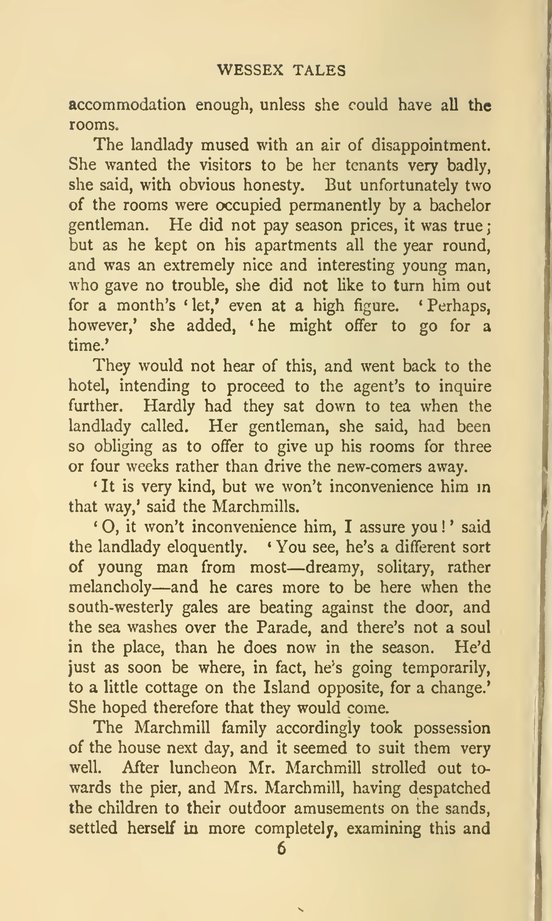 WESSEX TALES
accommodation enough, unless she could have all the
rooms.
The landlady mused with an air of disappointment.
She wanted the visitors to be her tenants very badly,
she said, with obvious honesty. But unfortunately two
of the rooms were occupied permanently by a bachelor
gentleman. He did not pay season prices, it was true;
but as he kept on his apartments all the year round,
and was an extremely nice and interesting young man,
who gave no trouble, she did not like to turn him out
for a month's ‘let,’ even at a high figure. ‘Perhaps,
however,’ she added, ‘he might offer to go for a
time.’
They would not hear of this, and went back to the
hotel, intending to proceed to the agent's to inquire
further. Hardly had they sat down to tea when the
landlady called. Her gentleman, she said, had been
so obliging as to offer to give up his rooms for three
or four weeks rather than drive the new-comers away.
‘It is very kind, but we won't inconvenience him in
that way,’ said the Marchmills.
‘O, it won't inconvenience him, I assure you!’ said
the landlady eloquently. ‘You see, he's a different sort
of young man from most—dreamy, solitary, rather
melancholy—and he cares more to be here when the
south-westerly gales are beating against the door, and
the sea washes over the Parade, and there's not a soul
in the place, than he does now in the season. He'd
just as soon be where, in fact, he's going temporarily,
to a little cottage on the Island opposite, for a change.’
She hoped therefore that they would come.
The Marchmill family accordingly took possession
of the house next day, and it seemed to suit them very
well. After luncheon Mr. Marchmill strolled out to-
wards the pier, and Mrs. Marchmill, having despatched
the children to their outdoor amusements on the sands,
settled herself in more completely, examining this and
6